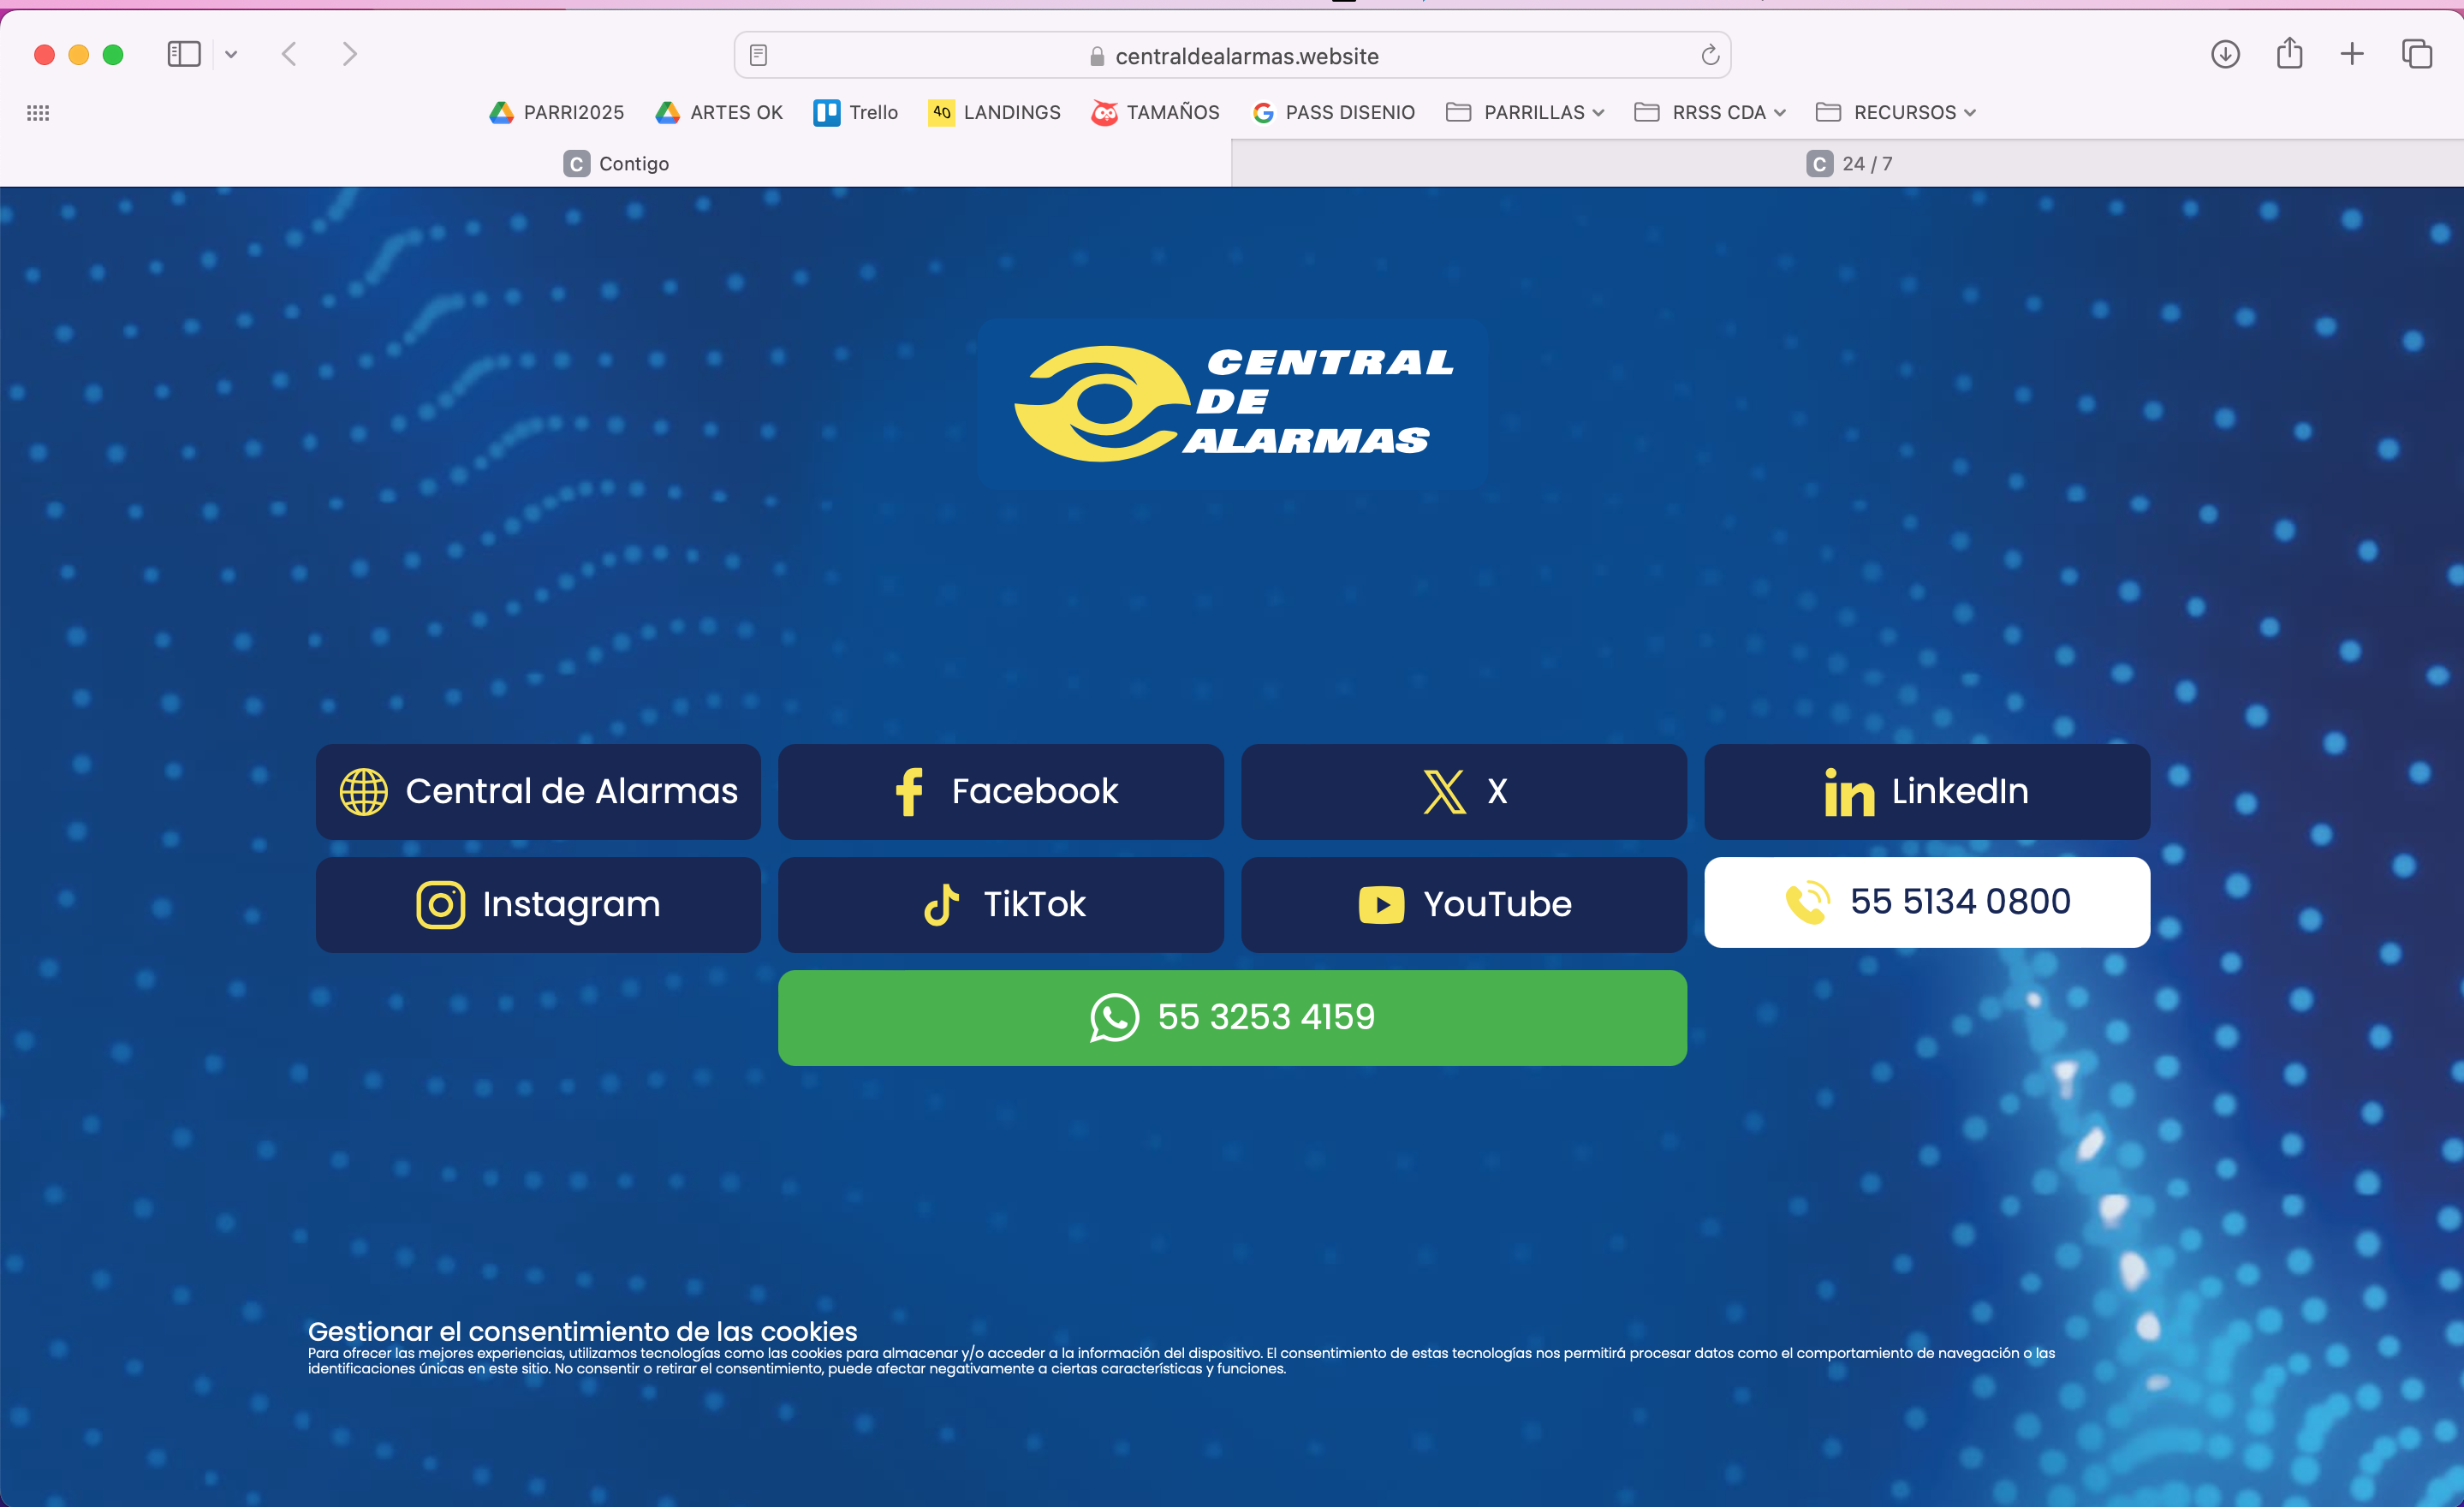 centraldealarmas.website
PARRI2025 ARTES OK Trello 40 LANDINGS TAMAÑOS PASS DISENIO PARRILLAS RRSS CDA RECURSOS
C Contigo C 24 / 7
CENTRAL
DE
ALARMAS
Central de Alarmas Facebook X LinkedIn
Instagram TikTok YouTube 55 5134 0800
55 3253 4159
Gestionar el consentimiento de las cookies
Para ofrecer las mejores experiencias, utilizamos tecnologías como las cookies para almacenar y/o acceder a la información del dispositivo. El consentimiento de estas tecnologías nos permitirá procesar datos como el comportamiento de navegación o las
identificaciones únicas en este sitio. No consentir o retirar el consentimiento, puede afectar negativamente a ciertas características y funciones.